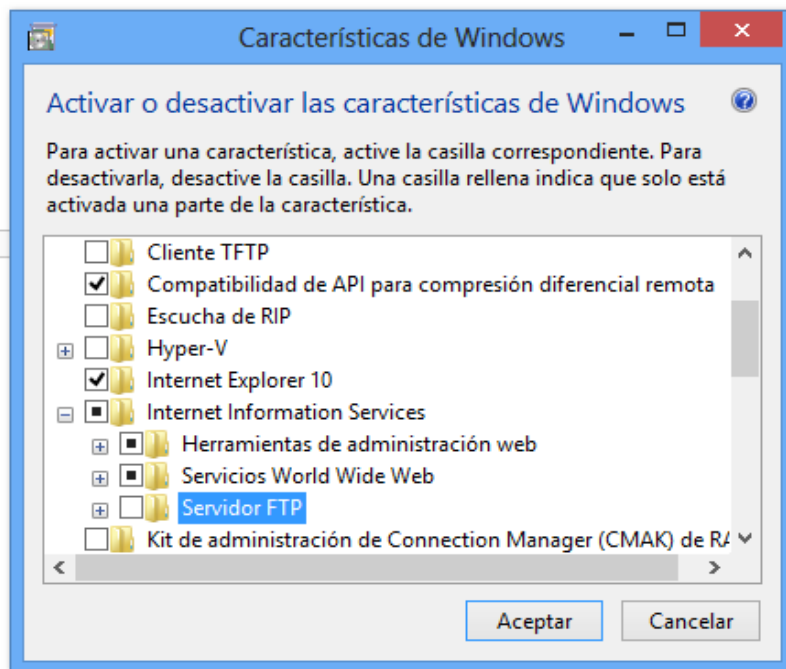 Características de Windows
Activar o desactivar las características de Windows
Para activar una característica, active la casilla correspondiente. Para
desactivarla, desactive la casilla. Una casilla rellena indica que solo está
activada una parte de la característica.
Cliente TFTP
Compatibilidad de API para compresión diferencial remota
Escucha de RIP
Hyper-V
Internet Explorer 10
Internet Information Services
Herramientas de administración web
Servicios World Wide Web
Servidor FTP
Kit de administración de Connection Manager (CMAK) de RA
Aceptar
Cancelar